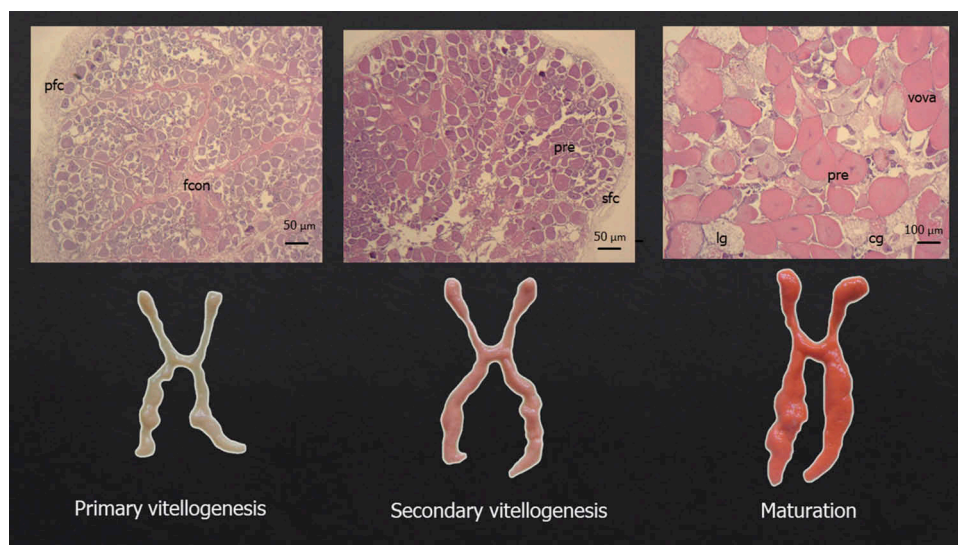 pfc
fcon
50 μm
pre
sfc
50 μm
vova
pre
lg
cg
100 μm
Primary vitellogenesis
Secondary vitellogenesis
Maturation